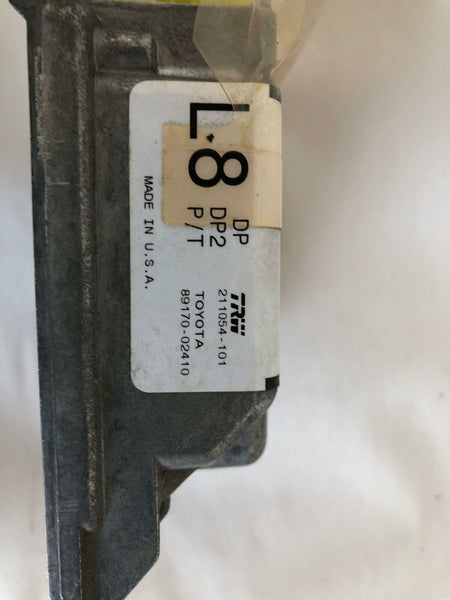 L.8
DP
DP2
P/T
MADE IN U.S.A.
TRW
211054-101
TOYOTA
89170-02410